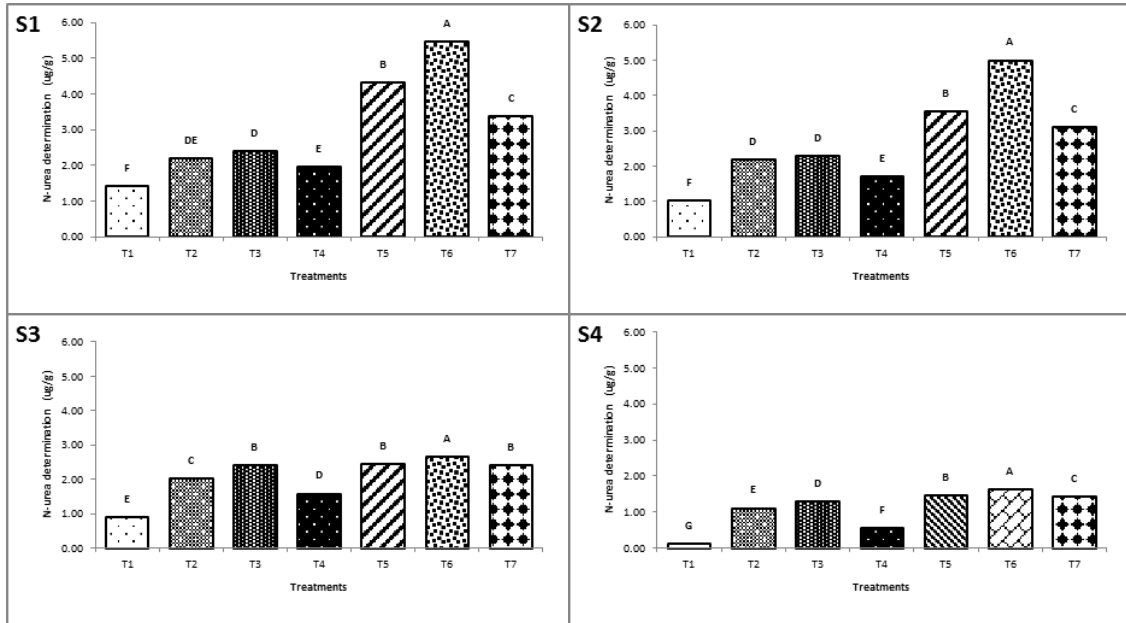 S1
N-urea determination (ug/g)
6.00
5.00
4.00
3.00
2.00
1.00
0.00
F
DE
D
E
B
A
C
T1 T2 T3 T4 T5 T6 T7
Treatments
S2
N-urea determination (ug/g)
6.00
5.00
4.00
3.00
2.00
1.00
0.00
F
D
D
E
B
A
C
T1 T2 T3 T4 T5 T6 T7
Treatments
S3
N-urea determination (ug/g)
6.00
5.00
4.00
3.00
2.00
1.00
0.00
E
C
B
D
B
A
B
T1 T2 T3 T4 T5 T6 T7
Treatments
S4
N-urea determination (ug/g)
6.00
5.00
4.00
3.00
2.00
1.00
0.00
G
E
D
F
B
A
C
T1 T2 T3 T4 T5 T6 T7
Treatments